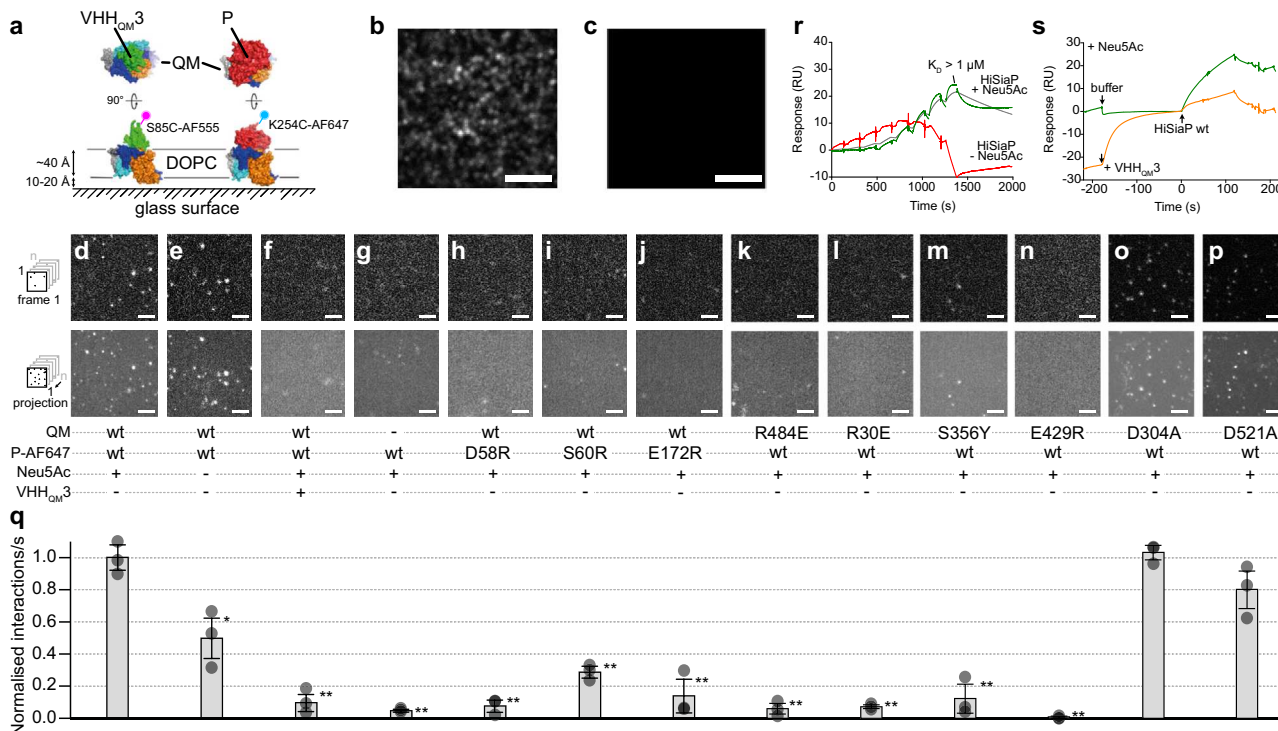 a
VHHQM3
P
QM
90°
90°
S85C-AF555
K254C-AF647
~40 Å
DOPC
10-20 Å
glass surface
b
c
r
Response (RU)
40
30
20
10
0
-10
KD > 1 µM
HiSiaP
+ Neu5Ac
HiSiaP
- Neu5Ac
0 500 1000 1500 2000
Time (s)
s
Response (RU)
30
20
10
0
-10
-20
-30
+ Neu5Ac
buffer
HiSiaP wt
+ VHHQM3
-200 -100 0 100 200
Time (s)
d e f g h i j k l m n o p
n
1
frame 1
n
1
projection
QM wt wt wt - wt wt wt R484E R30E S356Y E429R D304A D521A
P-AF647 wt wt wt wt D58R S60R E172R wt wt wt wt wt wt
Neu5Ac + - + + + + + + + + + + +
VHHQM3 - - + - - - - - - - - - -
q
Normalised interactions/s
1.0
0.8
0.6
0.4
0.2
0.0
* ** ** ** ** ** ** ** ** **